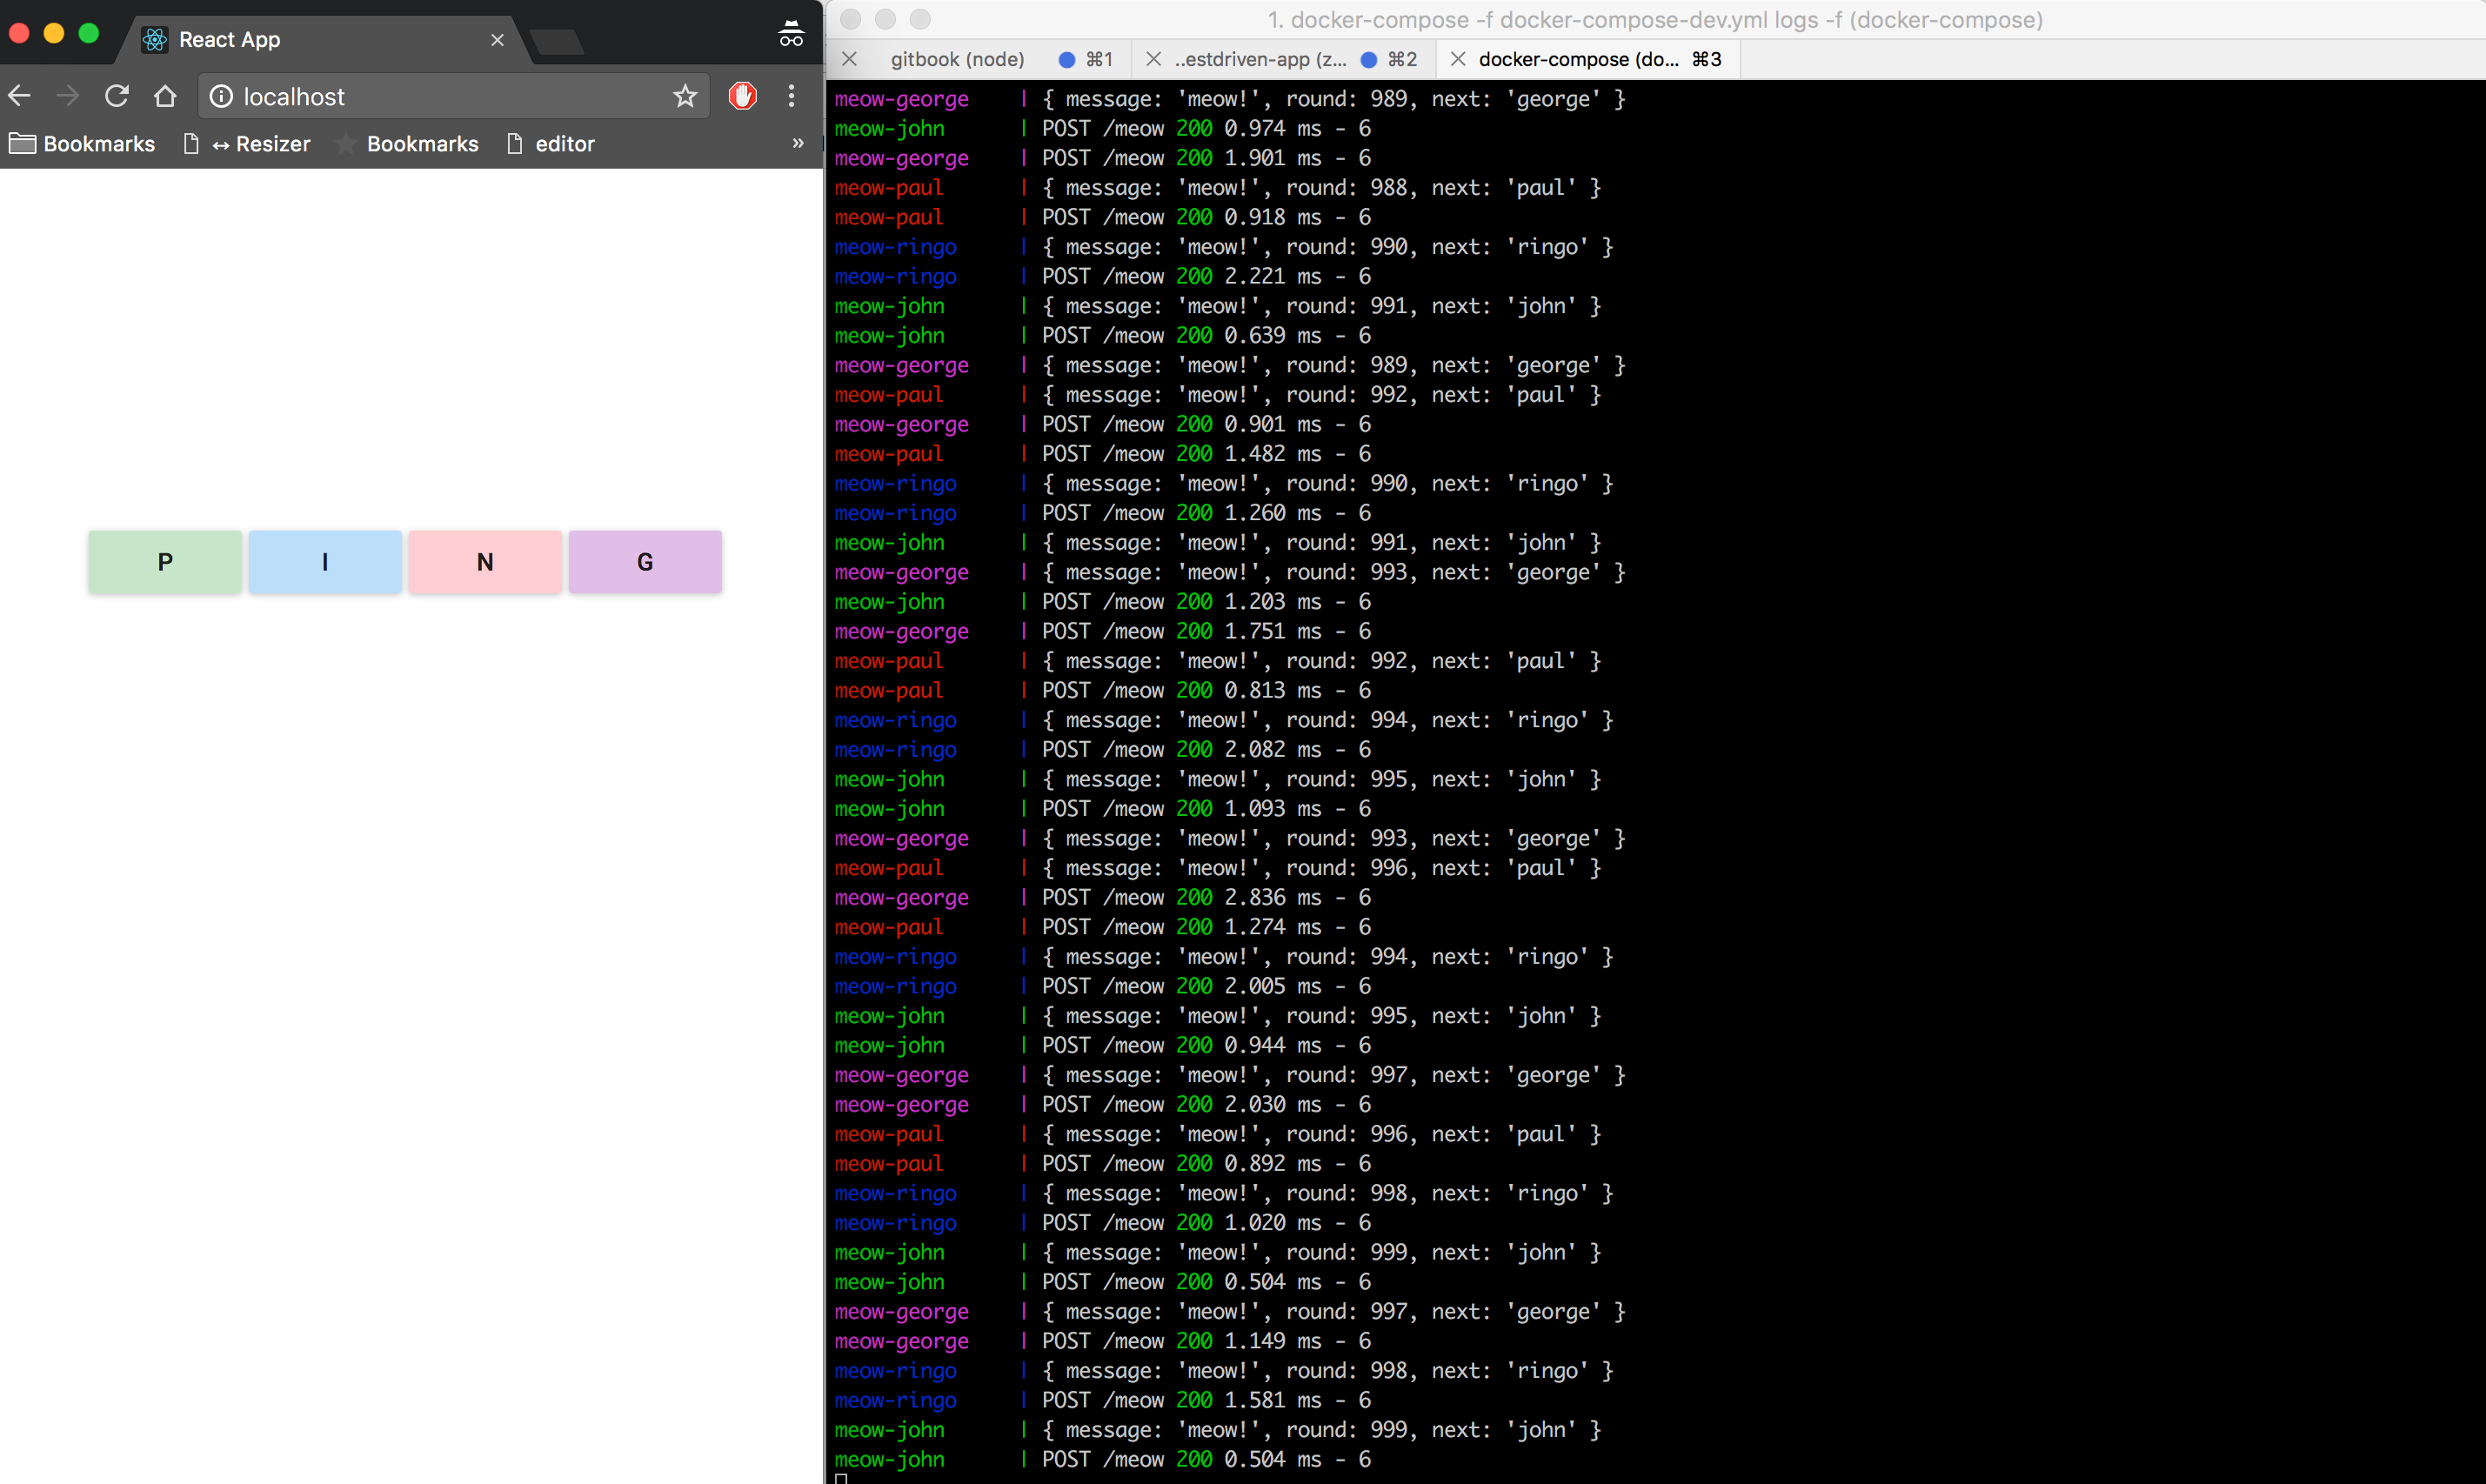 React App
localhost
Bookmarks ↔ Resizer Bookmarks editor »
P I N G
1. docker-compose -f docker-compose-dev.yml logs -f (docker-compose)
gitbook (node) ⌘1 ..estdriven-app (z... ⌘2 docker-compose (do... ⌘3
meow-george | { message: 'meow!', round: 989, next: 'george' }
meow-john | POST /meow 200 0.974 ms - 6
meow-george | POST /meow 200 1.901 ms - 6
meow-paul | { message: 'meow!', round: 988, next: 'paul' }
meow-paul | POST /meow 200 0.918 ms - 6
meow-ringo | { message: 'meow!', round: 990, next: 'ringo' }
meow-ringo | POST /meow 200 2.221 ms - 6
meow-john | { message: 'meow!', round: 991, next: 'john' }
meow-john | POST /meow 200 0.639 ms - 6
meow-george | { message: 'meow!', round: 989, next: 'george' }
meow-paul | { message: 'meow!', round: 992, next: 'paul' }
meow-george | POST /meow 200 0.901 ms - 6
meow-paul | POST /meow 200 1.482 ms - 6
meow-ringo | { message: 'meow!', round: 990, next: 'ringo' }
meow-ringo | POST /meow 200 1.260 ms - 6
meow-john | { message: 'meow!', round: 991, next: 'john' }
meow-george | { message: 'meow!', round: 993, next: 'george' }
meow-john | POST /meow 200 1.203 ms - 6
meow-george | POST /meow 200 1.751 ms - 6
meow-paul | { message: 'meow!', round: 992, next: 'paul' }
meow-paul | POST /meow 200 0.813 ms - 6
meow-ringo | { message: 'meow!', round: 994, next: 'ringo' }
meow-ringo | POST /meow 200 2.082 ms - 6
meow-john | { message: 'meow!', round: 995, next: 'john' }
meow-john | POST /meow 200 1.093 ms - 6
meow-george | { message: 'meow!', round: 993, next: 'george' }
meow-paul | { message: 'meow!', round: 996, next: 'paul' }
meow-george | POST /meow 200 2.836 ms - 6
meow-paul | POST /meow 200 1.274 ms - 6
meow-ringo | { message: 'meow!', round: 994, next: 'ringo' }
meow-ringo | POST /meow 200 2.005 ms - 6
meow-john | { message: 'meow!', round: 995, next: 'john' }
meow-john | POST /meow 200 0.944 ms - 6
meow-george | { message: 'meow!', round: 997, next: 'george' }
meow-george | POST /meow 200 2.030 ms - 6
meow-paul | { message: 'meow!', round: 996, next: 'paul' }
meow-paul | POST /meow 200 0.892 ms - 6
meow-ringo | { message: 'meow!', round: 998, next: 'ringo' }
meow-ringo | POST /meow 200 1.020 ms - 6
meow-john | { message: 'meow!', round: 999, next: 'john' }
meow-john | POST /meow 200 0.504 ms - 6
meow-george | { message: 'meow!', round: 997, next: 'george' }
meow-george | POST /meow 200 1.149 ms - 6
meow-ringo | { message: 'meow!', round: 998, next: 'ringo' }
meow-ringo | POST /meow 200 1.581 ms - 6
meow-john | { message: 'meow!', round: 999, next: 'john' }
meow-john | POST /meow 200 0.504 ms - 6